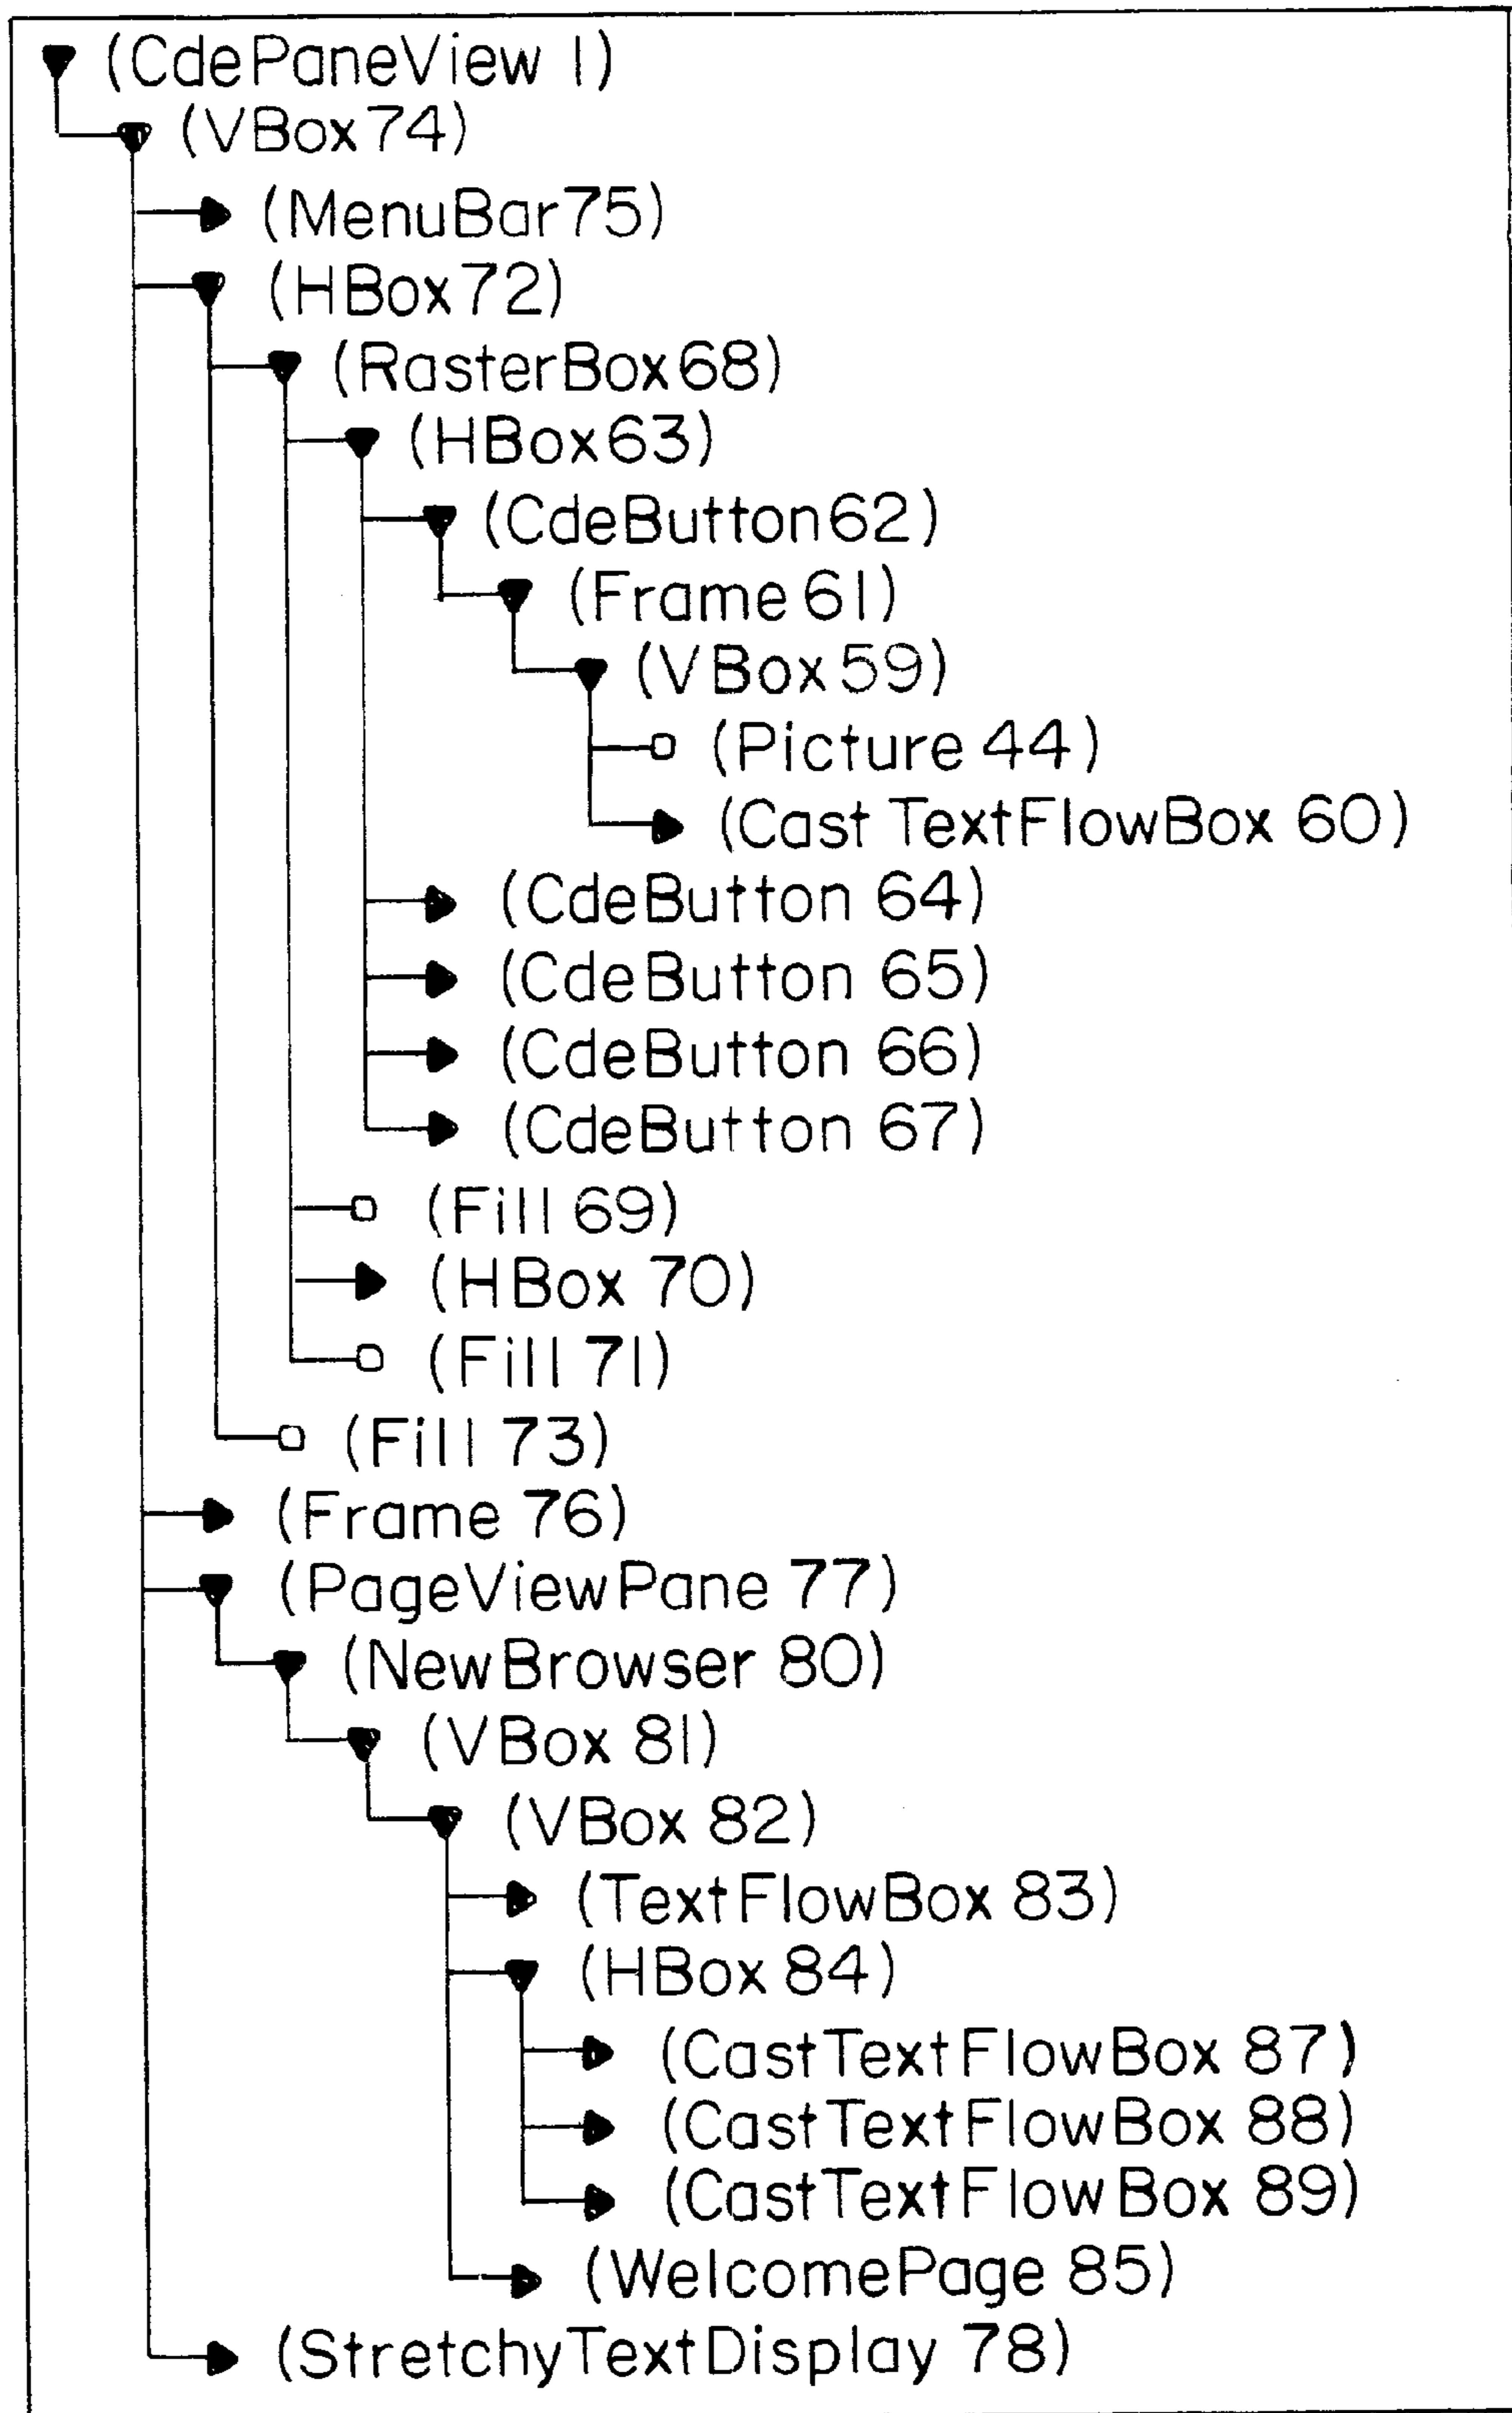 (CdePaneView 1)
(VBox 74)
(MenuBar 75)
(HBox 72)
(RasterBox 68)
(HBox 63)
(CdeButton 62)
(Frame 61)
(VBox 59)
(Picture 44)
(Cast TextFlowBox 60)
(CdeButton 64)
(CdeButton 65)
(CdeButton 66)
(CdeButton 67)
(Fill 69)
(HBox 70)
(Fill 71)
(Fill 73)
(Frame 76)
(PageViewPane 77)
(NewBrowser 80)
(VBox 81)
(VBox 82)
(TextFlowBox 83)
(HBox 84)
(CastTextFlowBox 87)
(CastTextFlowBox 88)
(CastTextFlowBox 89)
(WelcomePage 85)
(StretchyTextDisplay 78)